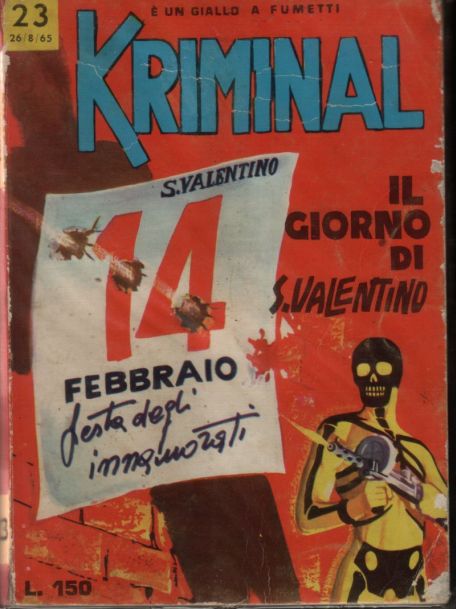 23
26/8/65
È UN GIALLO A FUMETTI
KRIMINAL
S. VALENTINO
14
FEBBRAIO
festa degli
innamorati
IL
GIORNO
DI
S. VALENTINO
L. 150